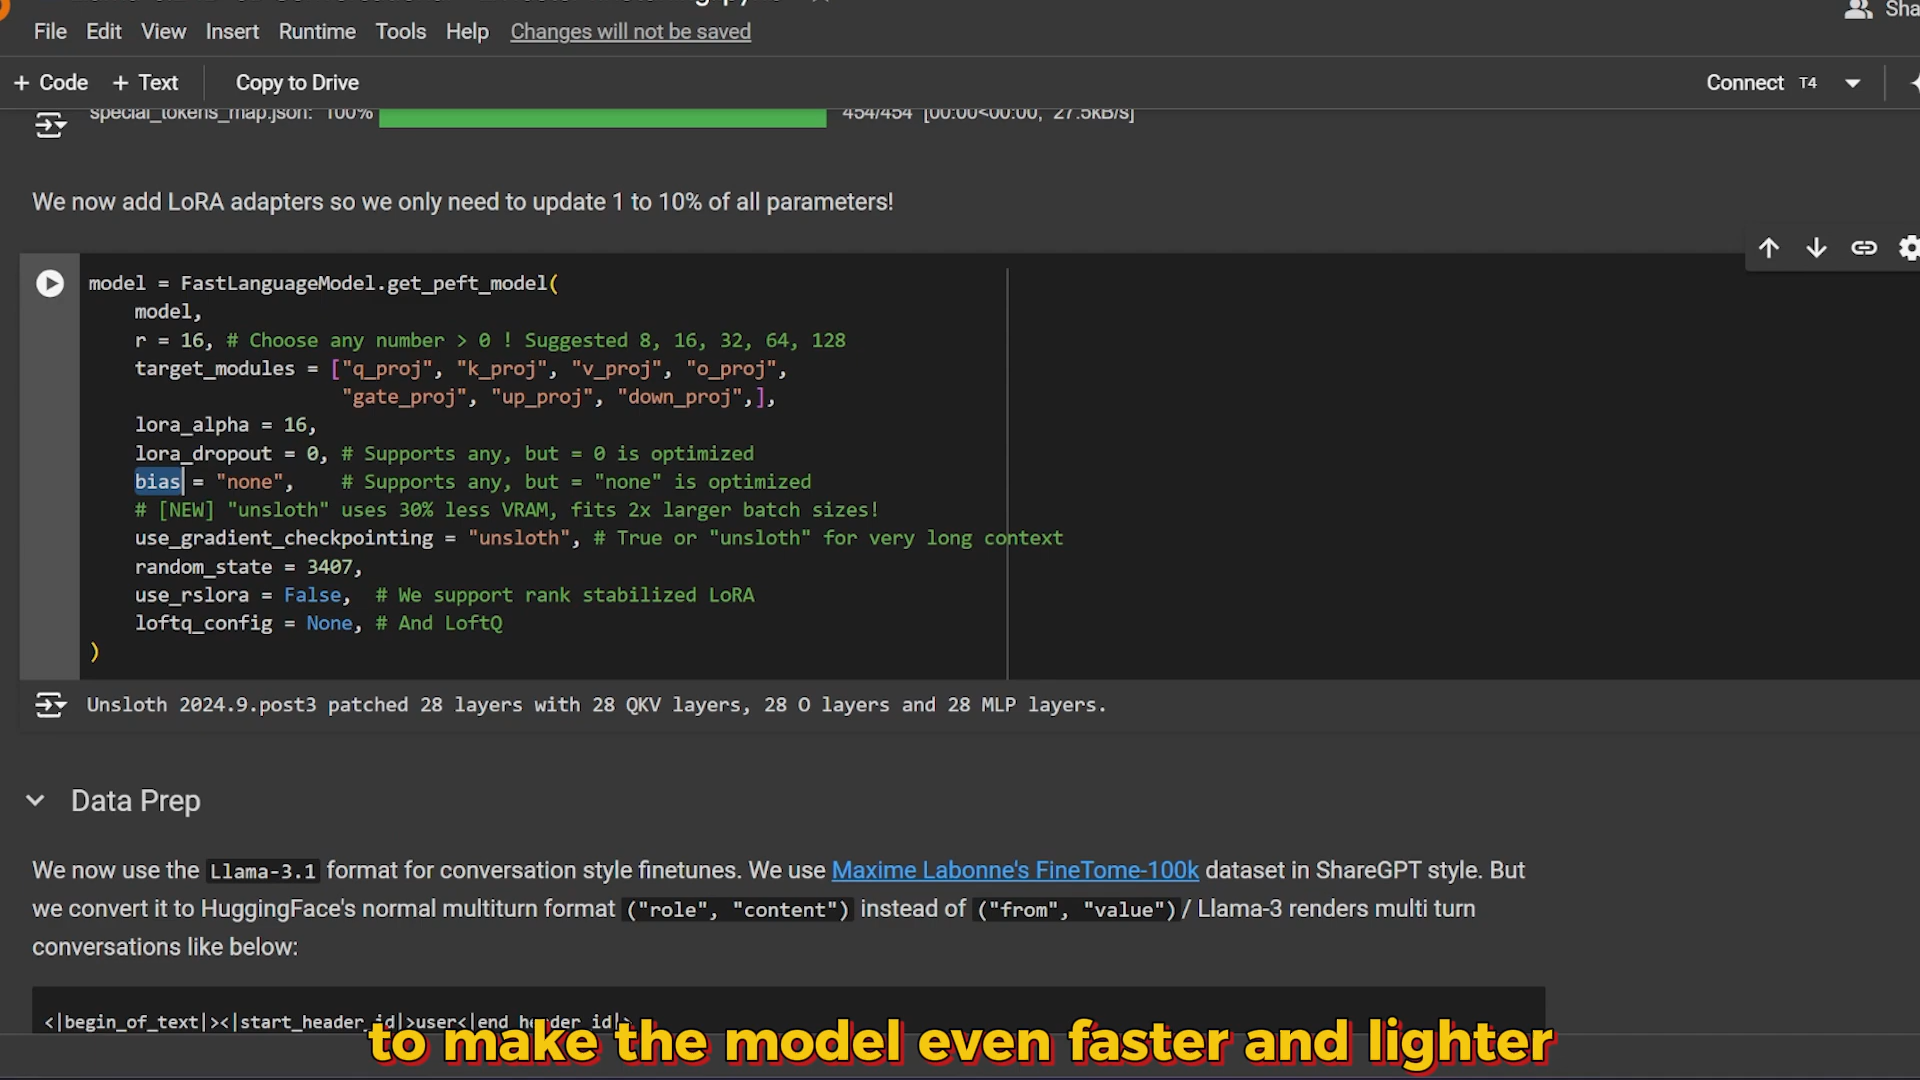 File Edit View Insert Runtime Tools Help Changes will not be saved
+ Code + Text Copy to Drive Connect T4
special_tokens_map.json: 100% 454/454 [00:00<00:00, 27.5kB/s]
We now add LoRA adapters so we only need to update 1 to 10% of all parameters!
model = FastLanguageModel.get_peft_model(
model,
r = 16, # Choose any number > 0 ! Suggested 8, 16, 32, 64, 128
target_modules = ["q_proj", "k_proj", "v_proj", "o_proj",
"gate_proj", "up_proj", "down_proj",],
lora_alpha = 16,
lora_dropout = 0, # Supports any, but = 0 is optimized
bias = "none", # Supports any, but = "none" is optimized
# [NEW] "unsloth" uses 30% less VRAM, fits 2x larger batch sizes!
use_gradient_checkpointing = "unsloth", # True or "unsloth" for very long context
random_state = 3407,
use_rslora = False, # We support rank stabilized LoRA
loftq_config = None, # And LoftQ
)
Unsloth 2024.9.post3 patched 28 layers with 28 QKV layers, 28 O layers and 28 MLP layers.
Data Prep
We now use the Llama-3.1 format for conversation style finetunes. We use Maxime Labonne's FineTome-100k dataset in ShareGPT style. But
we convert it to HuggingFace's normal multiturn format ("role", "content") instead of ("from", "value")/ Llama-3 renders multi turn
conversations like below:
<|begin_of_text|><|start_header_id|>user<|end_header_id|>
to make the model even faster and lighter